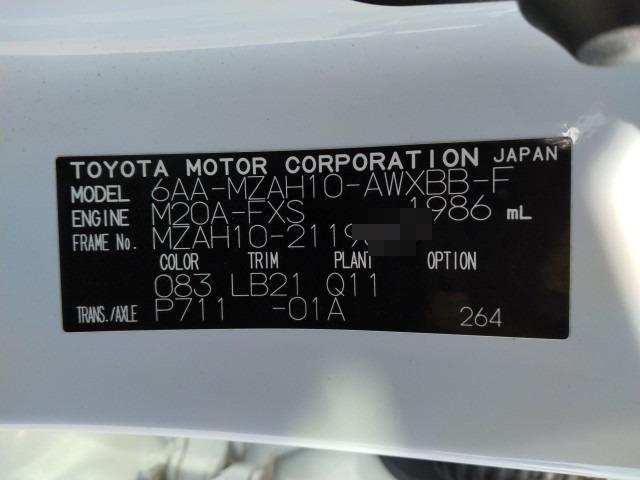 TOYOTA MOTOR CORPORATION JAPAN
MODEL 6AA-MZAH10-AWXBB-F
ENGINE M20A-FXS 1986 mL
FRAME No. MZAH10-2119
COLOR TRIM PLANT OPTION
083 LB21 Q11
TRANS./AXLE P711 -01A 264